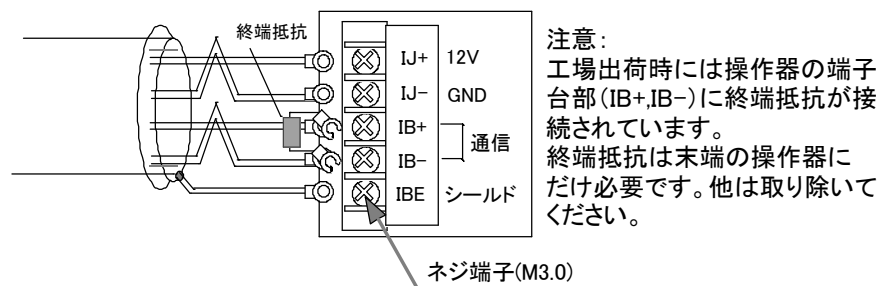 終端抵抗
IJ+ 12V
IJ- GND
IB+
通信
IB-
IBE シールド
ネジ端子(M3.0)
注意:
工場出荷時には操作器の端子
台部(IB+,IB-)に終端抵抗が接
続されています。
終端抵抗は末端の操作器に
だけ必要です。他は取り除いて
ください。